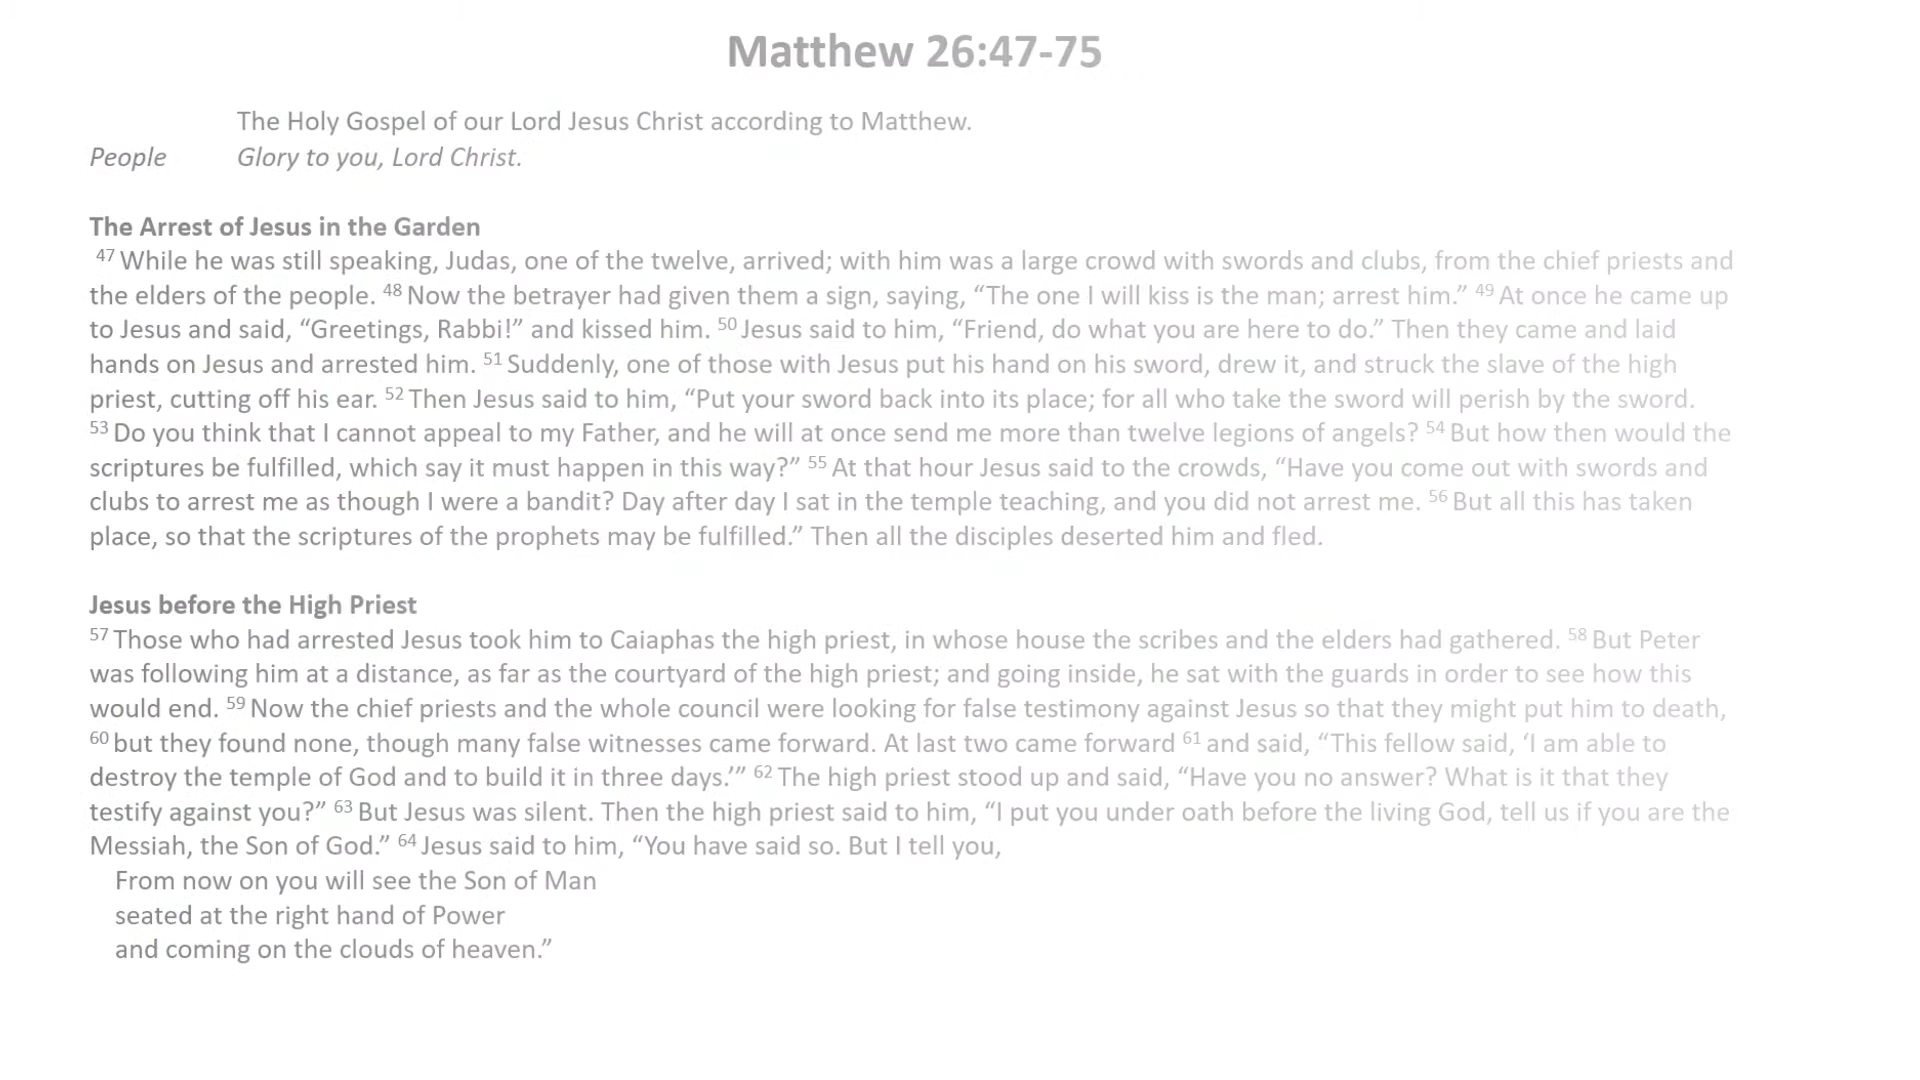 Matthew 26:47-75
The Holy Gospel of our Lord Jesus Christ according to Matthew.
People Glory to you, Lord Christ.
The Arrest of Jesus in the Garden
47 While he was still speaking, Judas, one of the twelve, arrived; with him was a large crowd with swords and clubs, from the chief priests and
the elders of the people. 48 Now the betrayer had given them a sign, saying, “The one I will kiss is the man; arrest him.” 49 At once he came up
to Jesus and said, “Greetings, Rabbi!” and kissed him. 50 Jesus said to him, “Friend, do what you are here to do.” Then they came and laid
hands on Jesus and arrested him. 51 Suddenly, one of those with Jesus put his hand on his sword, drew it, and struck the slave of the high
priest, cutting off his ear. 52 Then Jesus said to him, “Put your sword back into its place; for all who take the sword will perish by the sword.
53 Do you think that I cannot appeal to my Father, and he will at once send me more than twelve legions of angels? 54 But how then would the
scriptures be fulfilled, which say it must happen in this way?” 55 At that hour Jesus said to the crowds, “Have you come out with swords and
clubs to arrest me as though I were a bandit? Day after day I sat in the temple teaching, and you did not arrest me. 56 But all this has taken
place, so that the scriptures of the prophets may be fulfilled.” Then all the disciples deserted him and fled.
Jesus before the High Priest
57 Those who had arrested Jesus took him to Caiaphas the high priest, in whose house the scribes and the elders had gathered. 58 But Peter
was following him at a distance, as far as the courtyard of the high priest; and going inside, he sat with the guards in order to see how this
would end. 59 Now the chief priests and the whole council were looking for false testimony against Jesus so that they might put him to death,
60 but they found none, though many false witnesses came forward. At last two came forward 61 and said, “This fellow said, ‘I am able to
destroy the temple of God and to build it in three days.’” 62 The high priest stood up and said, “Have you no answer? What is it that they
testify against you?” 63 But Jesus was silent. Then the high priest said to him, “I put you under oath before the living God, tell us if you are the
Messiah, the Son of God.” 64 Jesus said to him, “You have said so. But I tell you,
From now on you will see the Son of Man
seated at the right hand of Power
and coming on the clouds of heaven.”